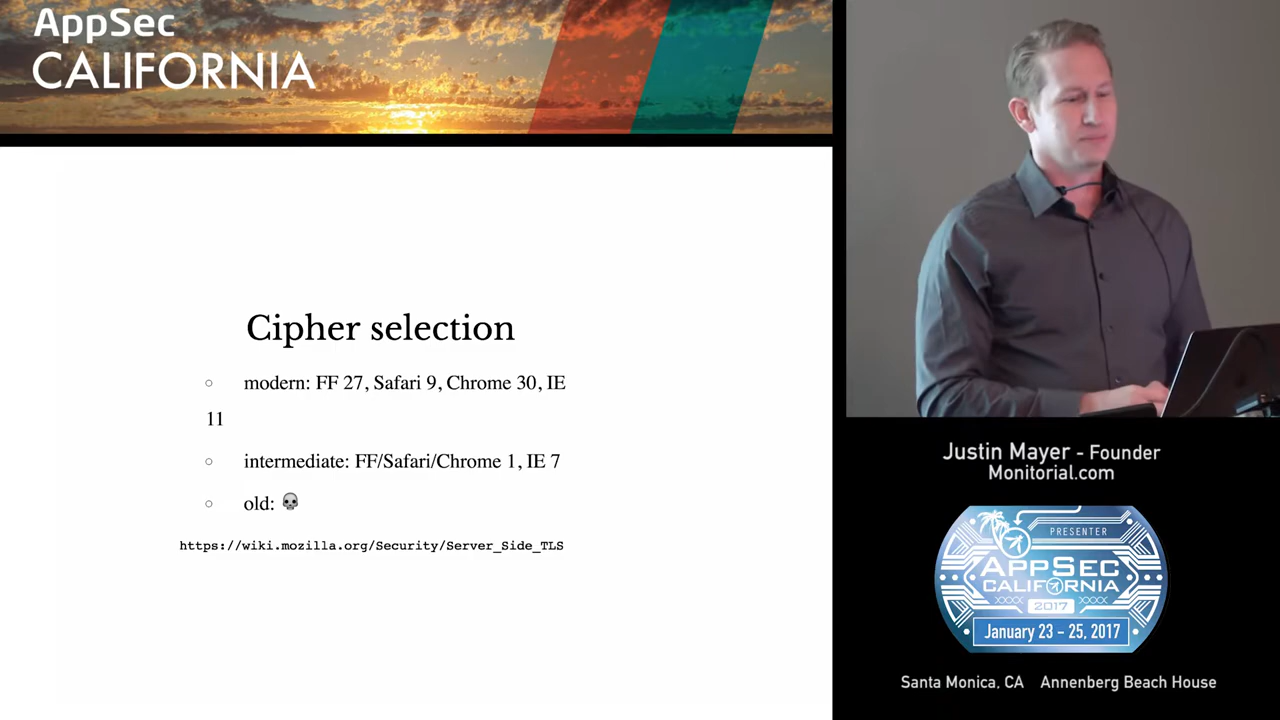 AppSec
CALIFORNIA
Cipher selection
modern: FF 27, Safari 9, Chrome 30, IE
11
intermediate: FF/Safari/Chrome 1, IE 7
old: 💀
https://wiki.mozilla.org/Security/Server_Side_TLS
Justin Mayer - Founder
Monitorial.com
PRESENTER
APPSEC
CALIFORNIA
2017
January 23 - 25, 2017
Santa Monica, CA Annenberg Beach House